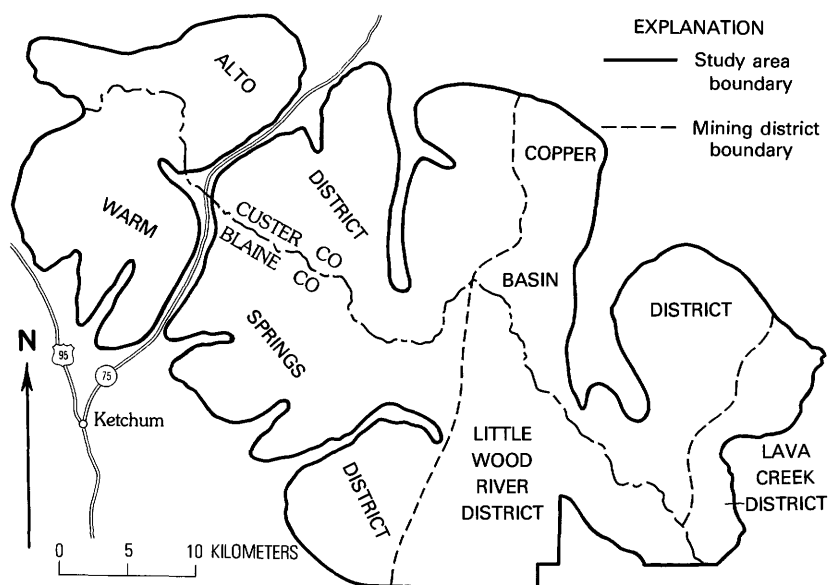 EXPLANATION
Study area
boundary
Mining district
boundary
ALTO
DISTRICT
COPPER
BASIN
DISTRICT
WARM
SPRINGS
DISTRICT
CUSTER CO
BLAINE CO
LITTLE
WOOD
RIVER
DISTRICT
LAVA
CREEK
DISTRICT
N
95
75
Ketchum
0 5 10 KILOMETERS